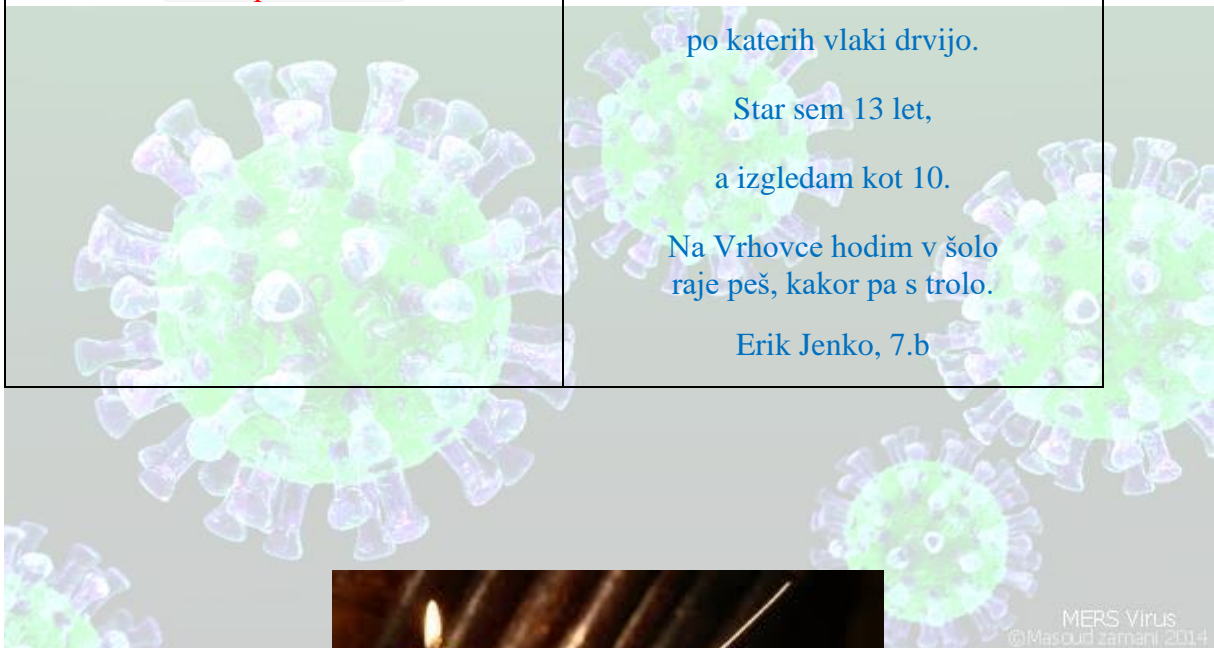 po katerih vlaki drvijo.
Star sem 13 let,
a izgledam kot 10.
Na Vrhovce hodim v šolo
raje peš, kakor pa s trolo.
Erik Jenko, 7.b
MERS Virus
©Masoud zamani 2014